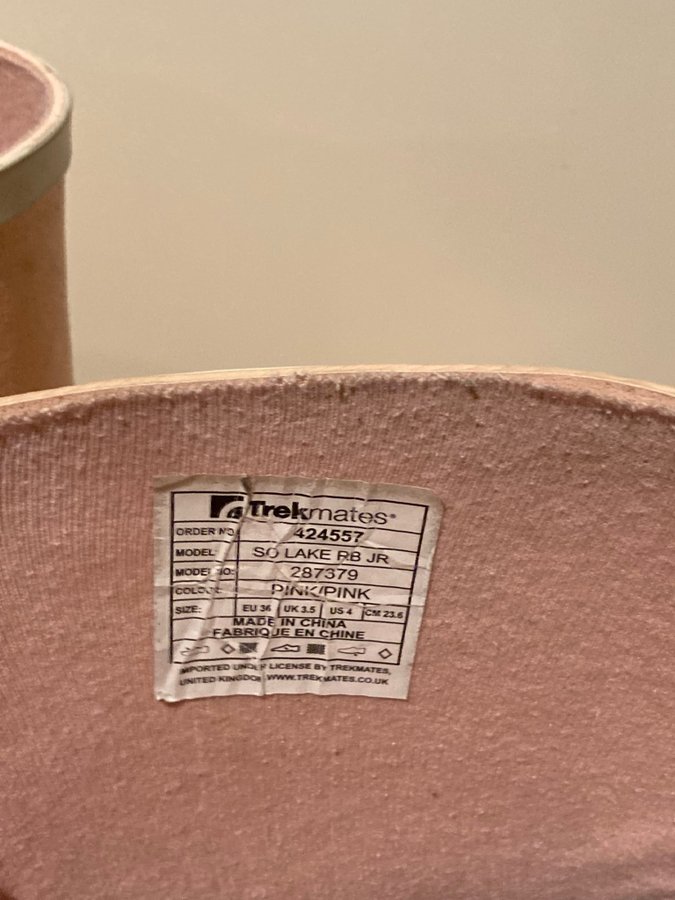 Trekmates®
ORDER NO 424557
MODEL: SO LAKE RB JR
MODEL NO: 287379
COLOUR: PINK/PINK
SIZE: EU 36 UK 3.5 US 4 CM 23.6
MADE IN CHINA
FABRIQUE EN CHINE
IMPORTED UNDER LICENSE BY TREKMATES,
UNITED KINGDOM WWW.TREKMATES.CO.UK